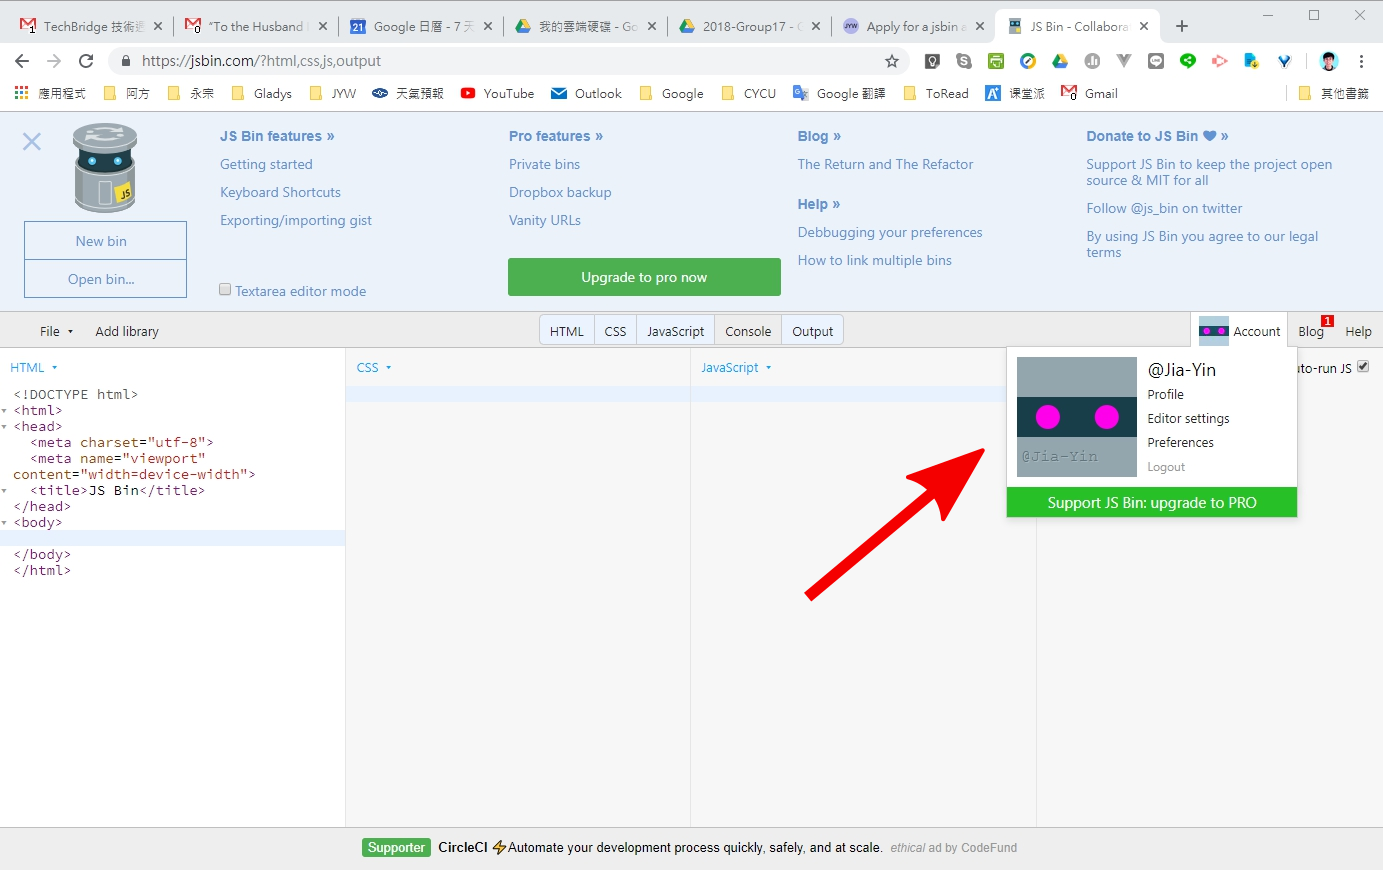 TechBridge 技術週
"To the Husband
Google 日曆 - 7 天
我的雲端硬碟 - Go
2018-Group17 - G
Apply for a jsbin a
JS Bin - Collabora
https://jsbin.com/?html,css,js,output
應用程式
阿方
永宗
Gladys
JYW
天氣預報
YouTube
Outlook
Google
CYCU
Google 翻譯
ToRead
课堂派
Gmail
其他書籤
JS Bin features »
Getting started
Keyboard Shortcuts
Exporting/importing gist
Textarea editor mode
Pro features »
Private bins
Dropbox backup
Vanity URLs
Upgrade to pro now
Blog »
The Return and The Refactor
Help »
Debbugging your preferences
How to link multiple bins
Donate to JS Bin ♥ »
Support JS Bin to keep the project open
source & MIT for all
Follow @js_bin on twitter
By using JS Bin you agree to our legal
terms
JS
New bin
Open bin...
File
Add library
HTML
CSS
JavaScript
Console
Output
Account
Blog
1
Help
HTML
CSS
JavaScript
uto-run JS
<!DOCTYPE html>
<html>
<head>
<meta charset="utf-8">
<meta name="viewport"
content="width=device-width">
<title>JS Bin</title>
</head>
<body>
</body>
</html>
@Jia-Yin
Profile
Editor settings
Preferences
Logout
@Jia-Yin
Support JS Bin: upgrade to PRO
Supporter CircleCI ⚡Automate your development process quickly, safely, and at scale. ethical ad by CodeFund